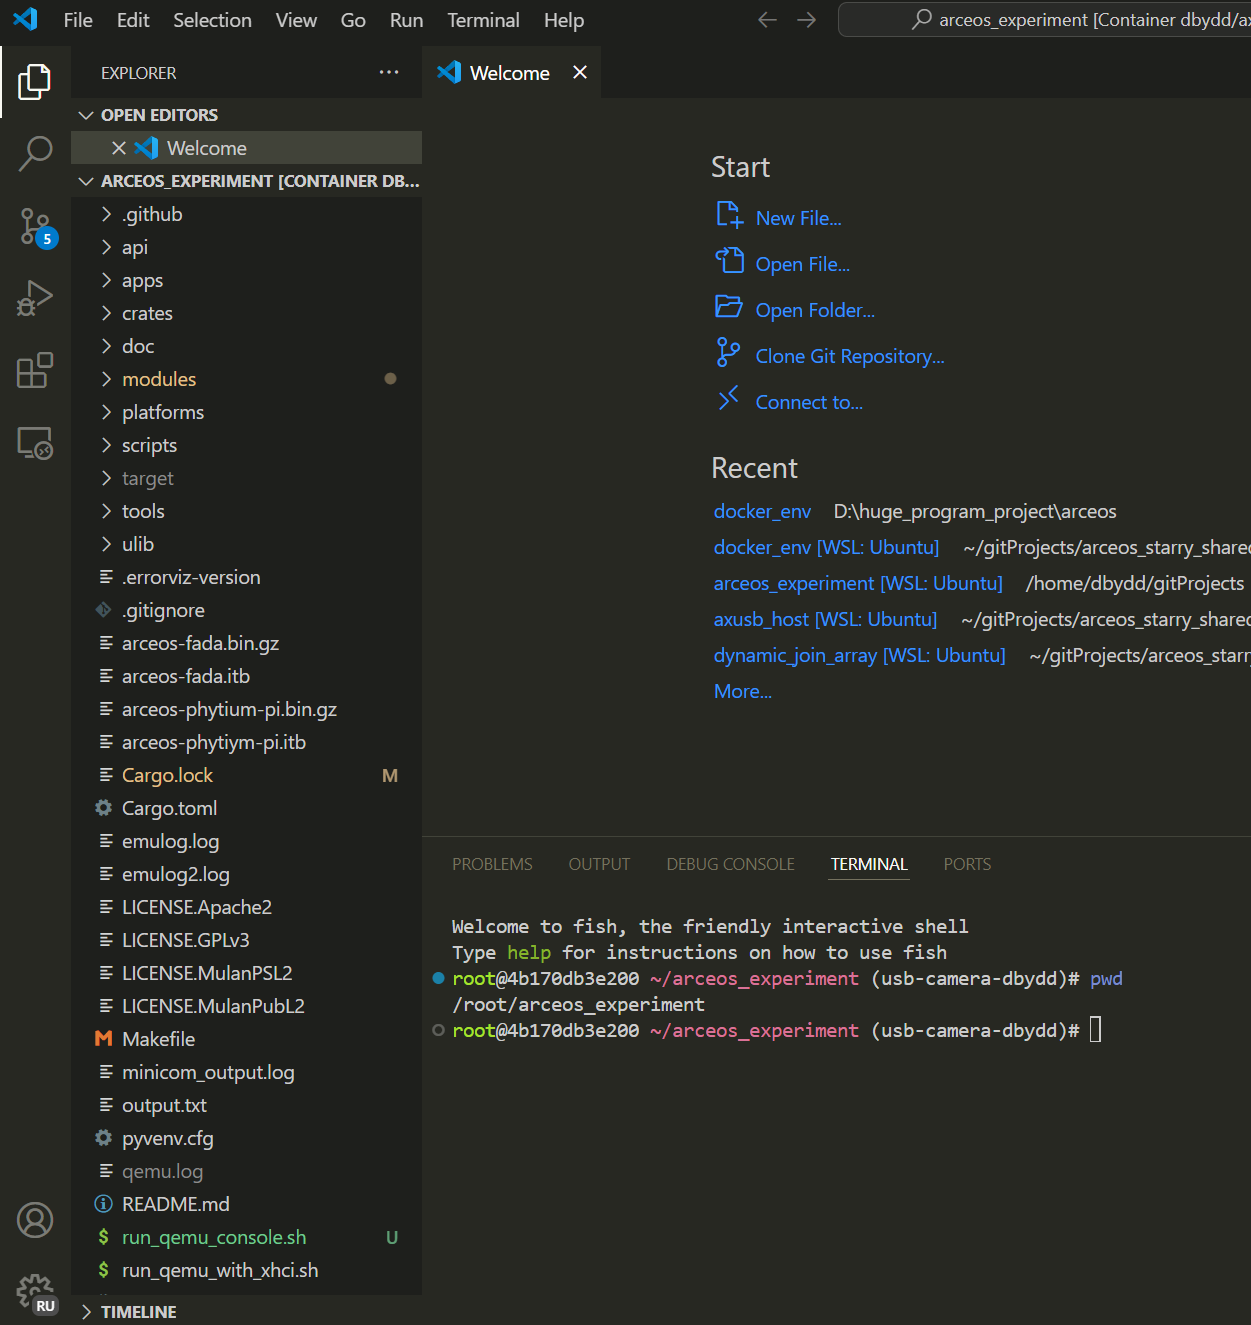 File Edit Selection View Go Run Terminal Help
arceos_experiment [Container dbydd/ax
EXPLORER
Welcome
OPEN EDITORS
Welcome
ARCEOS_EXPERIMENT [CONTAINER DB...
.github
api
apps
crates
doc
modules
platforms
scripts
target
tools
ulib
.errorviz-version
.gitignore
arceos-fada.bin.gz
arceos-fada.itb
arceos-phytium-pi.bin.gz
arceos-phytiym-pi.itb
Cargo.lock M
Cargo.toml
emulog.log
emulog2.log
LICENSE.Apache2
LICENSE.GPLv3
LICENSE.MulanPSL2
LICENSE.MulanPubL2
Makefile
minicom_output.log
output.txt
pyvenv.cfg
qemu.log
README.md
run_qemu_console.sh U
run_qemu_with_xhci.sh
TIMELINE
5
RU
Start
New File...
Open File...
Open Folder...
Clone Git Repository...
Connect to...
Recent
docker_env D:\huge_program_project\arceos
docker_env [WSL: Ubuntu] ~/gitProjects/arceos_starry_shared
arceos_experiment [WSL: Ubuntu] /home/dbydd/gitProjects
axusb_host [WSL: Ubuntu] ~/gitProjects/arceos_starry_shared
dynamic_join_array [WSL: Ubuntu] ~/gitProjects/arceos_starry
More...
PROBLEMS OUTPUT DEBUG CONSOLE TERMINAL PORTS
Welcome to fish, the friendly interactive shell
Type help for instructions on how to use fish
root@4b170db3e200 ~/arceos_experiment (usb-camera-dbydd)# pwd
/root/arceos_experiment
root@4b170db3e200 ~/arceos_experiment (usb-camera-dbydd)#